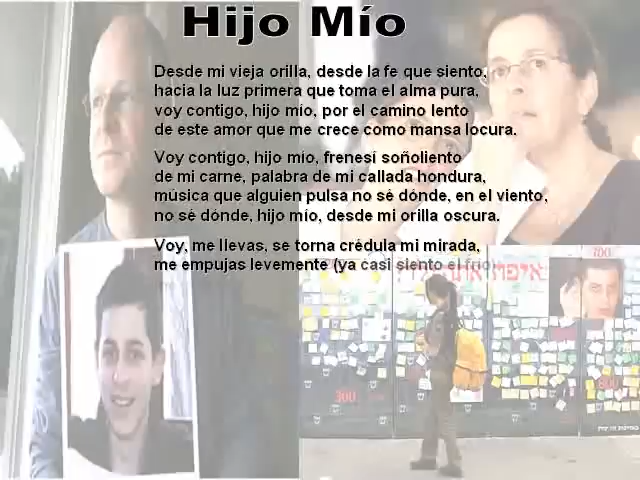 Hijo Mío
Desde mi vieja orilla, desde la fe que siento,
hacia la luz primera que toma el alma pura,
voy contigo, hijo mío, por el camino lento
de este amor que me crece como mansa locura.
Voy contigo, hijo mío, frenesí soñoliento
de mi carne, palabra de mi callada hondura,
música que alguien pulsa no sé dónde, en el viento,
no sé dónde, hijo mío, desde mi orilla oscura.
Voy, me llevas, se torna crédula mi mirada,
me empujas levemente (ya casi siento el frío)
700
300